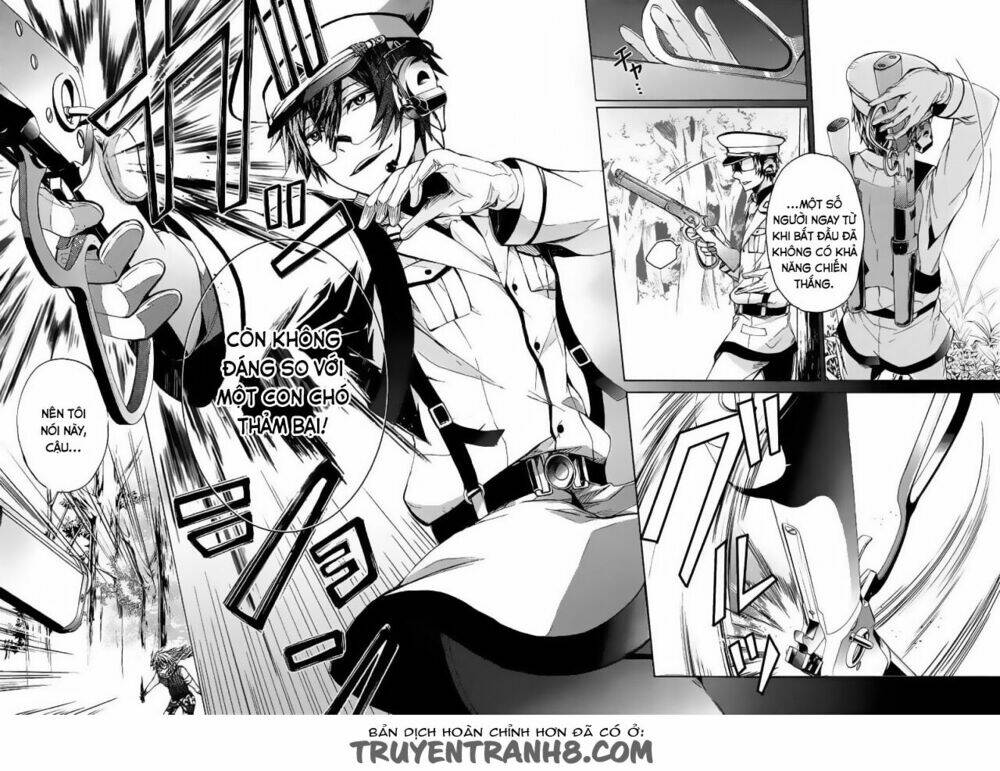 ...MỘT SỐ
NGƯỜI NGAY TỪ
KHI BẮT ĐẦU ĐÃ
KHÔNG CÓ KHẢ
NĂNG CHIẾN
THẮNG.
CÒN KHÔNG
ĐÁNG SO VỚI
MỘT CON CHÓ
THẢM BẠI!
NÊN TÔI
NÓI NÀY,
CẬU...
BẢN DỊCH HOÀN CHỈNH HƠN ĐÃ CÓ Ở:
TRUYENTRANH8.COM